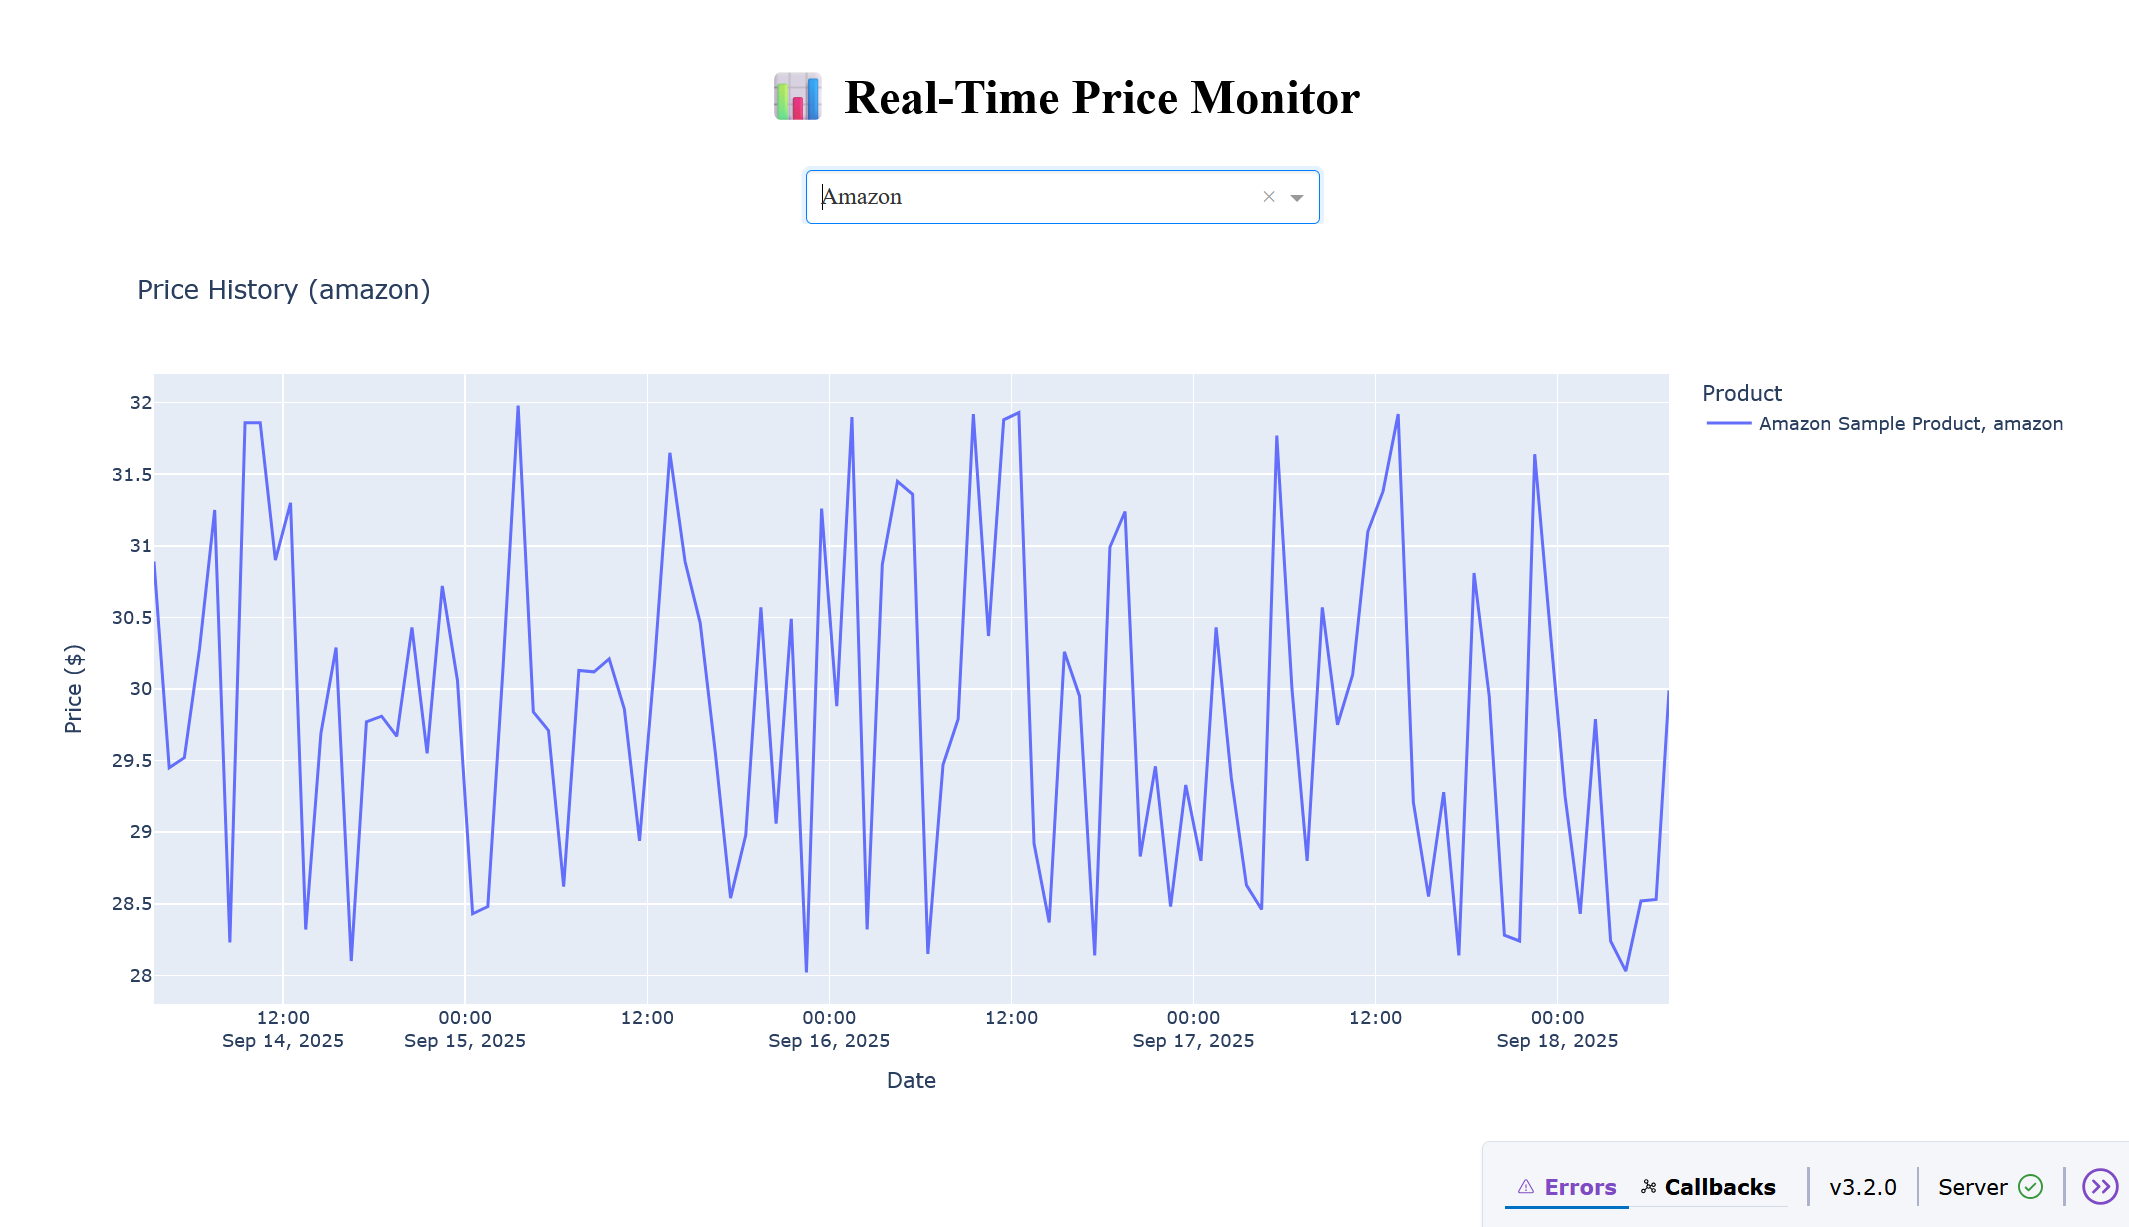 Real-Time Price Monitor
Amazon
Price History (amazon)
Product
Amazon Sample Product, amazon
32
31.5
31
30.5
30
29.5
29
28.5
28
Price ($)
12:00 00:00 12:00 00:00 12:00 00:00 12:00 00:00
Sep 14, 2025 Sep 15, 2025 Sep 16, 2025 Sep 17, 2025 Sep 18, 2025
Date
Errors Callbacks v3.2.0 Server